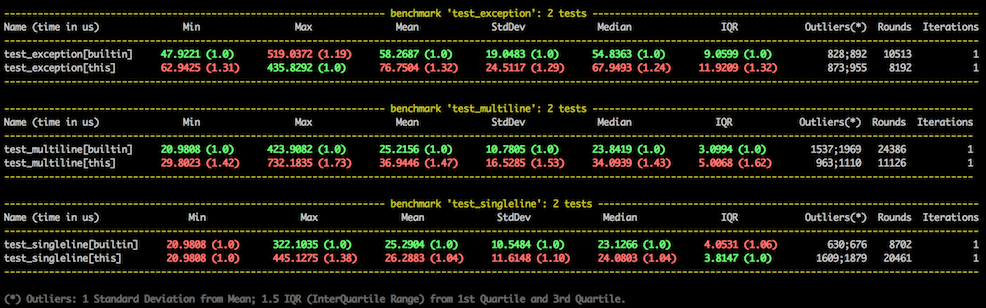 benchmark 'test_exception': 2 tests
Name (time in us) Min Max Mean StdDev Median IQR Outliers(*) Rounds Iterations
test_exception[builtin] 47.9221 (1.0) 519.0372 (1.19) 58.2687 (1.0) 19.0483 (1.0) 54.8363 (1.0) 9.0599 (1.0) 828;892 10513 1
test_exception[this] 62.9425 (1.31) 435.8292 (1.0) 76.7504 (1.32) 24.5117 (1.29) 67.9493 (1.24) 11.9209 (1.32) 873;955 8192 1
benchmark 'test_multiline': 2 tests
Name (time in us) Min Max Mean StdDev Median IQR Outliers(*) Rounds Iterations
test_multiline[builtin] 20.9808 (1.0) 423.9082 (1.0) 25.2156 (1.0) 10.7805 (1.0) 23.8419 (1.0) 3.0994 (1.0) 1537;1969 24386 1
test_multiline[this] 29.8023 (1.42) 732.1835 (1.73) 36.9446 (1.47) 16.5285 (1.53) 34.0939 (1.43) 5.0068 (1.62) 963;1110 11126 1
benchmark 'test_singleline': 2 tests
Name (time in us) Min Max Mean StdDev Median IQR Outliers(*) Rounds Iterations
test_singleline[builtin] 20.9808 (1.0) 322.1035 (1.0) 25.2904 (1.0) 10.5484 (1.0) 23.1266 (1.0) 4.0531 (1.06) 630;676 8702 1
test_singleline[this] 20.9808 (1.0) 445.1275 (1.38) 26.2883 (1.04) 11.6148 (1.10) 24.0803 (1.04) 3.8147 (1.0) 1609;1879 20461 1
(*) Outliers: 1 Standard Deviation from Mean; 1.5 IQR (InterQuartile Range) from 1st Quartile and 3rd Quartile.